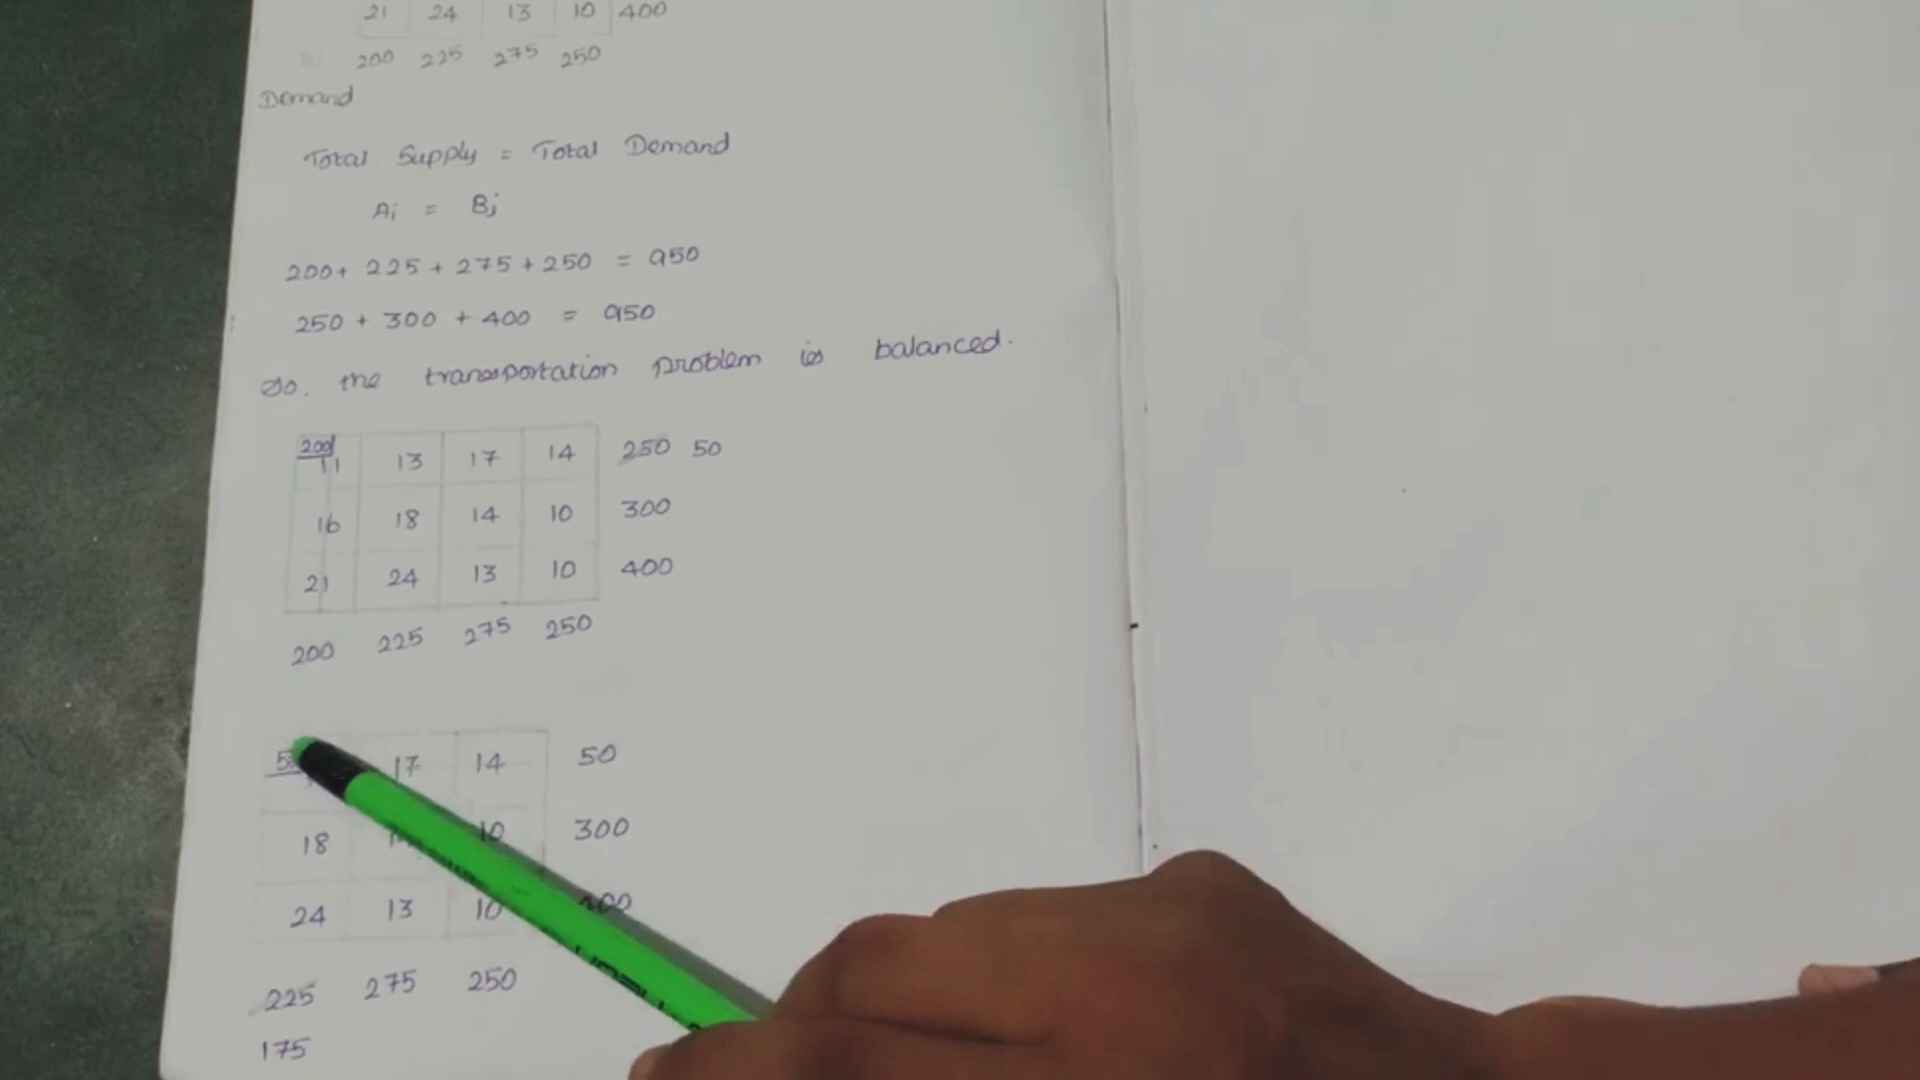 21 24 13 10 400
200 225 275 250
Demand
Total Supply = Total Demand
Ai = Bj
200+ 225 + 275 + 250 = 950
250 + 300 + 400 = 950
So. the transportation problem is balanced.
200
11 13 17 14 250 50
16 18 14 10 300
21 24 13 10 400
200 225 275 250
17 14 50
18 10 300
24 13 10 400
225 275 250
175